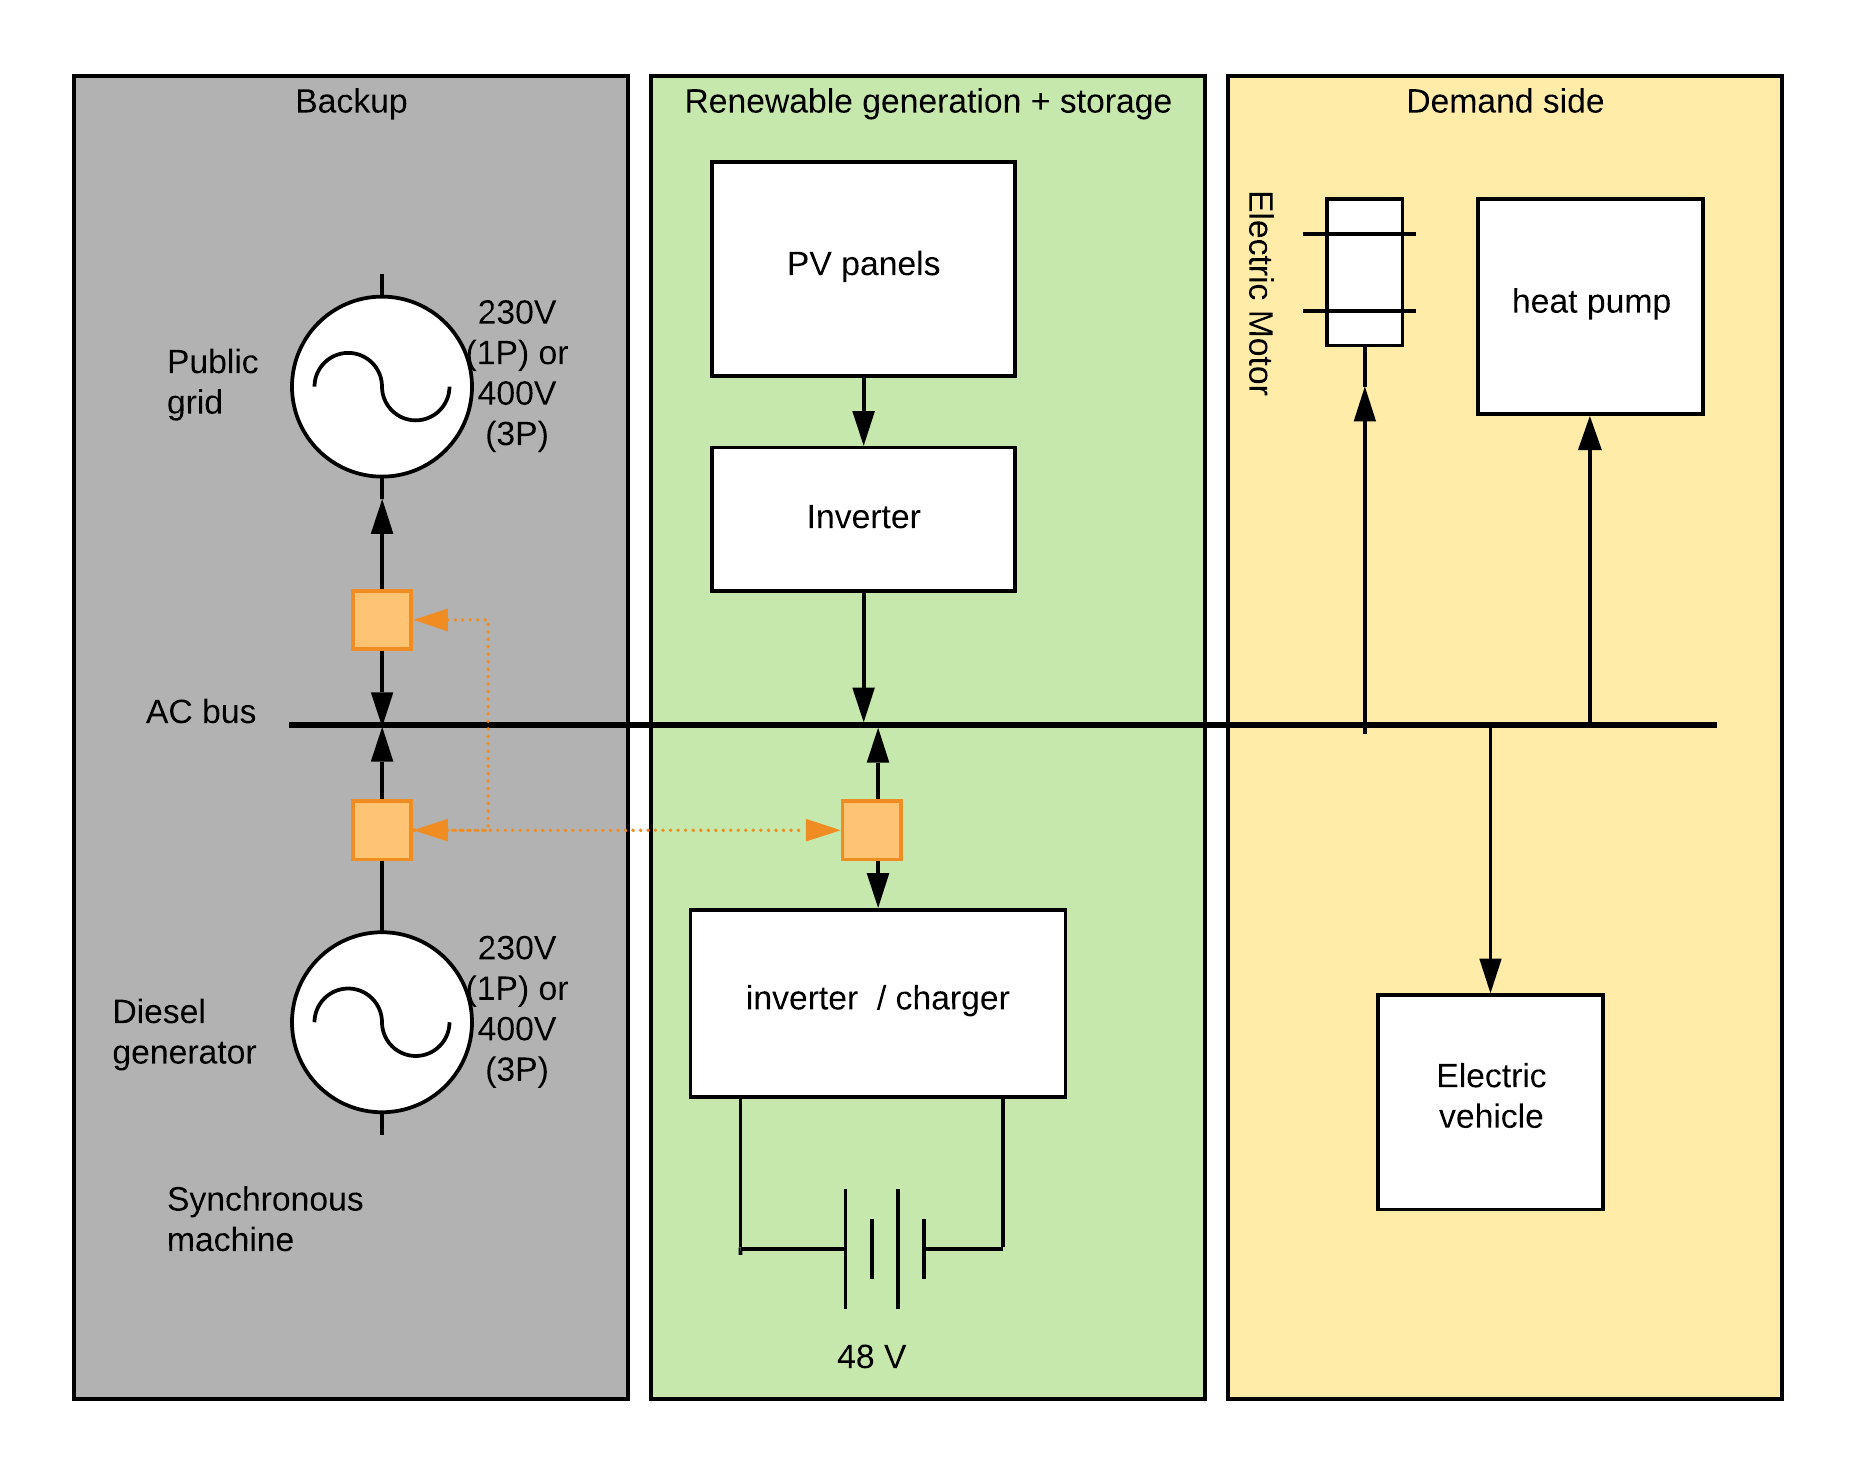 Backup
Public
grid
230V
(1P) or
400V
(3P)
AC bus
Diesel
generator
230V
(1P) or
400V
(3P)
Synchronous
machine
Renewable generation + storage
PV panels
Inverter
inverter / charger
48 V
Demand side
Electric Motor
heat pump
Electric
vehicle